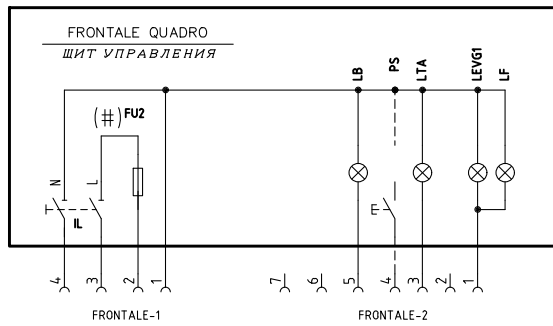 FRONTALE QUADRO
ЩИТ УПРАВЛЕНИЯ
LB
PS
LTA
LEVG1
LF
(#) FU2
N
L
IL
4
3
2
1
7
6
5
4
3
2
1
FRONTALE-1
FRONTALE-2